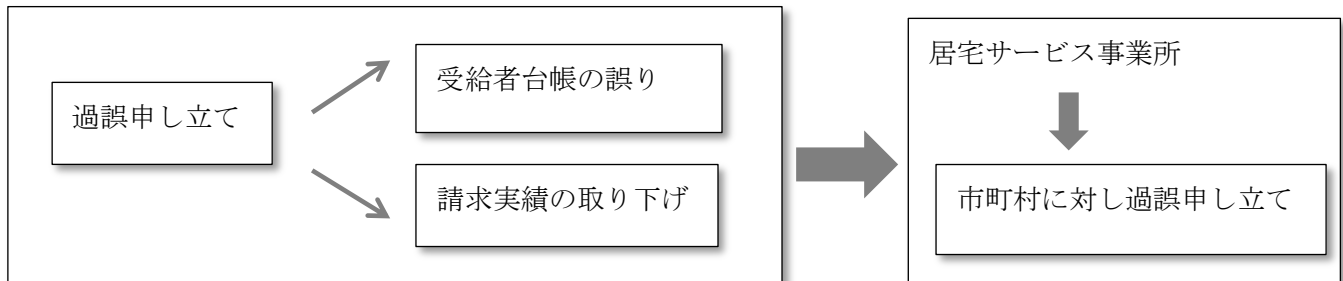 過誤申し立て
受給者台帳の誤り
請求実績の取り下げ
居宅サービス事業所
市町村に対し過誤申し立て